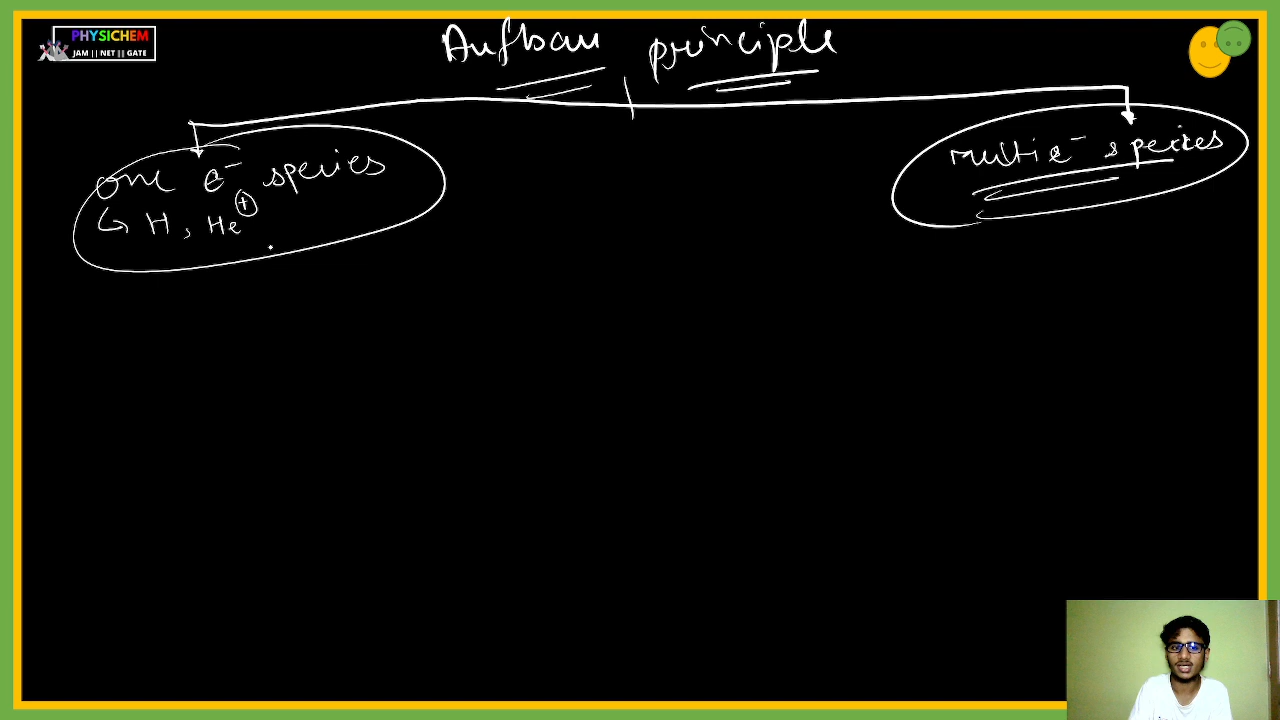 PHYSICHEM
JAM || NET || GATE
Aufbau principle
one e⁻ species
↳ H, He⁺
multi e⁻ species